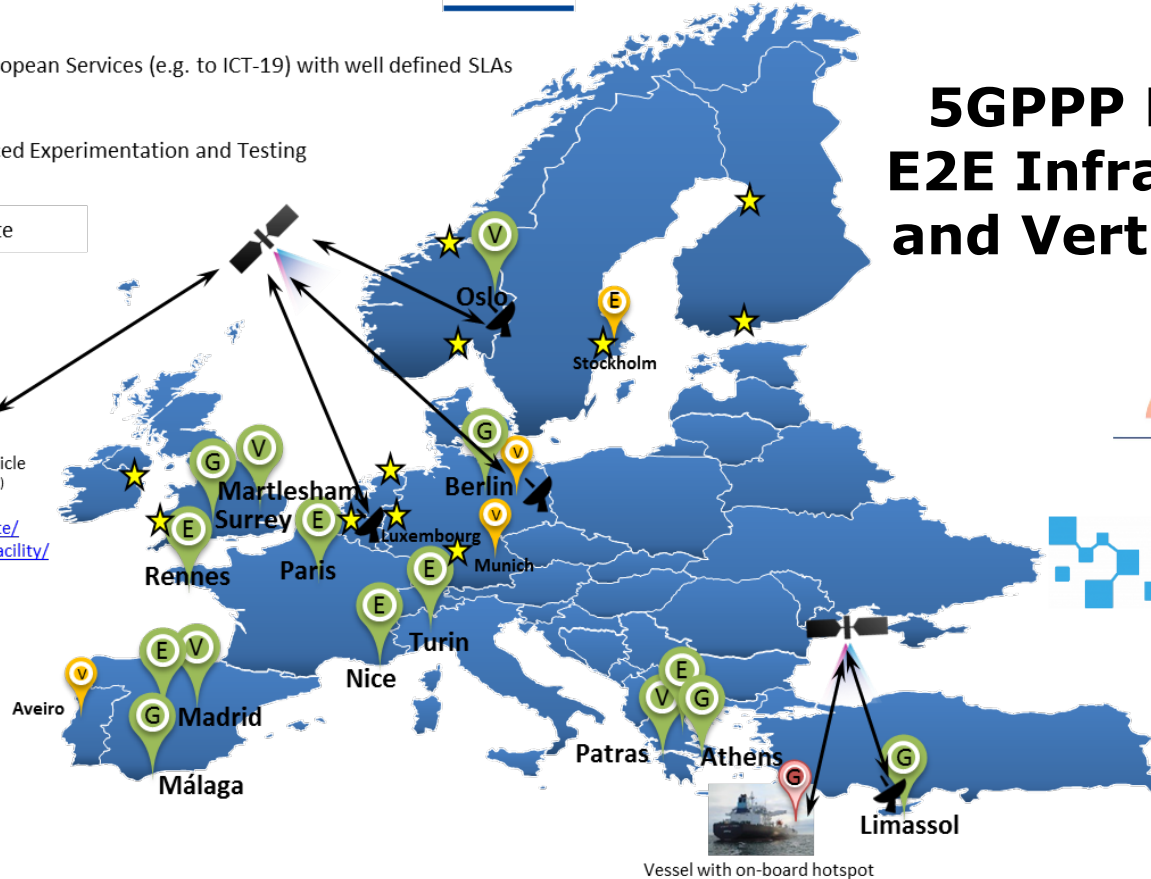 opean Services (e.g. to ICT-19) with well defined SLAs
5GPPP
E2E Infra
and Vert
ed Experimentation and Testing
te
V
Oslo
E
Stockholm
icle
)
te/
acility/
G
V
Martlesham
Surrey
E
Rennes
E
Paris
G
V
Berlin
V
Munich
Luxembourg
E
Turin
E
Nice
E
V
V
Aveiro
G
Madrid
Málaga
E
V
G
Patras
Athens
G
G
Limassol
Vessel with on-board hotspot